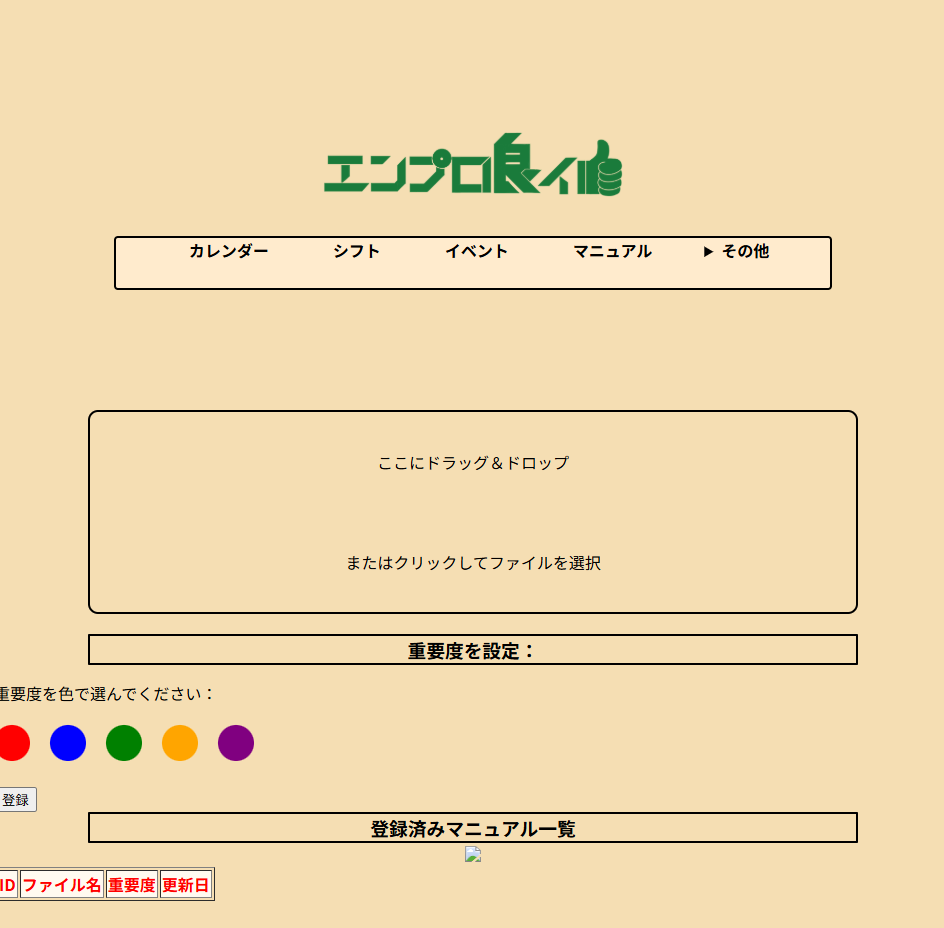 エンプロ良イ
カレンダー シフト イベント マニュアル ▶ その他
ここにドラッグ＆ドロップ
またはクリックしてファイルを選択
重要度を設定：
重要度を色で選んでください：
登録
登録済みマニュアル一覧
ID ファイル名 重要度 更新日